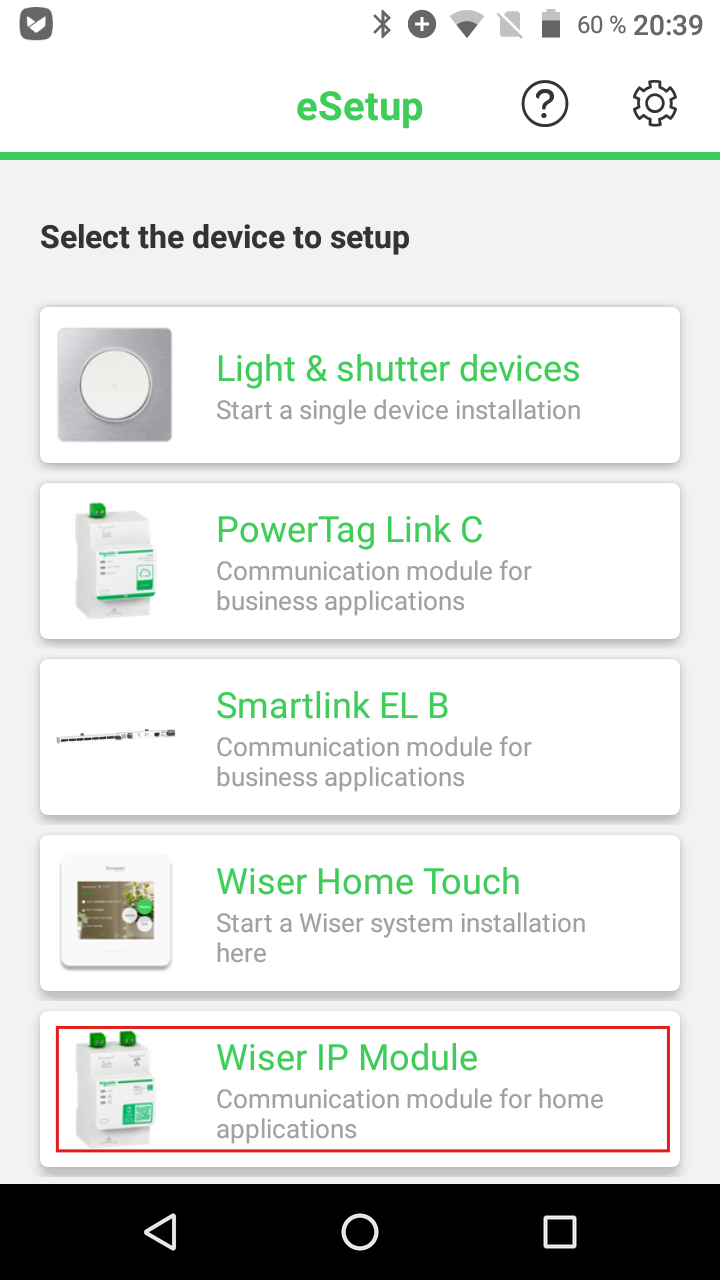 60 % 20:39
eSetup
Select the device to setup
Light & shutter devices
Start a single device installation
PowerTag Link C
Communication module for
business applications
Smartlink EL B
Communication module for
business applications
Wiser Home Touch
Start a Wiser system installation
here
Wiser IP Module
Communication module for home
applications